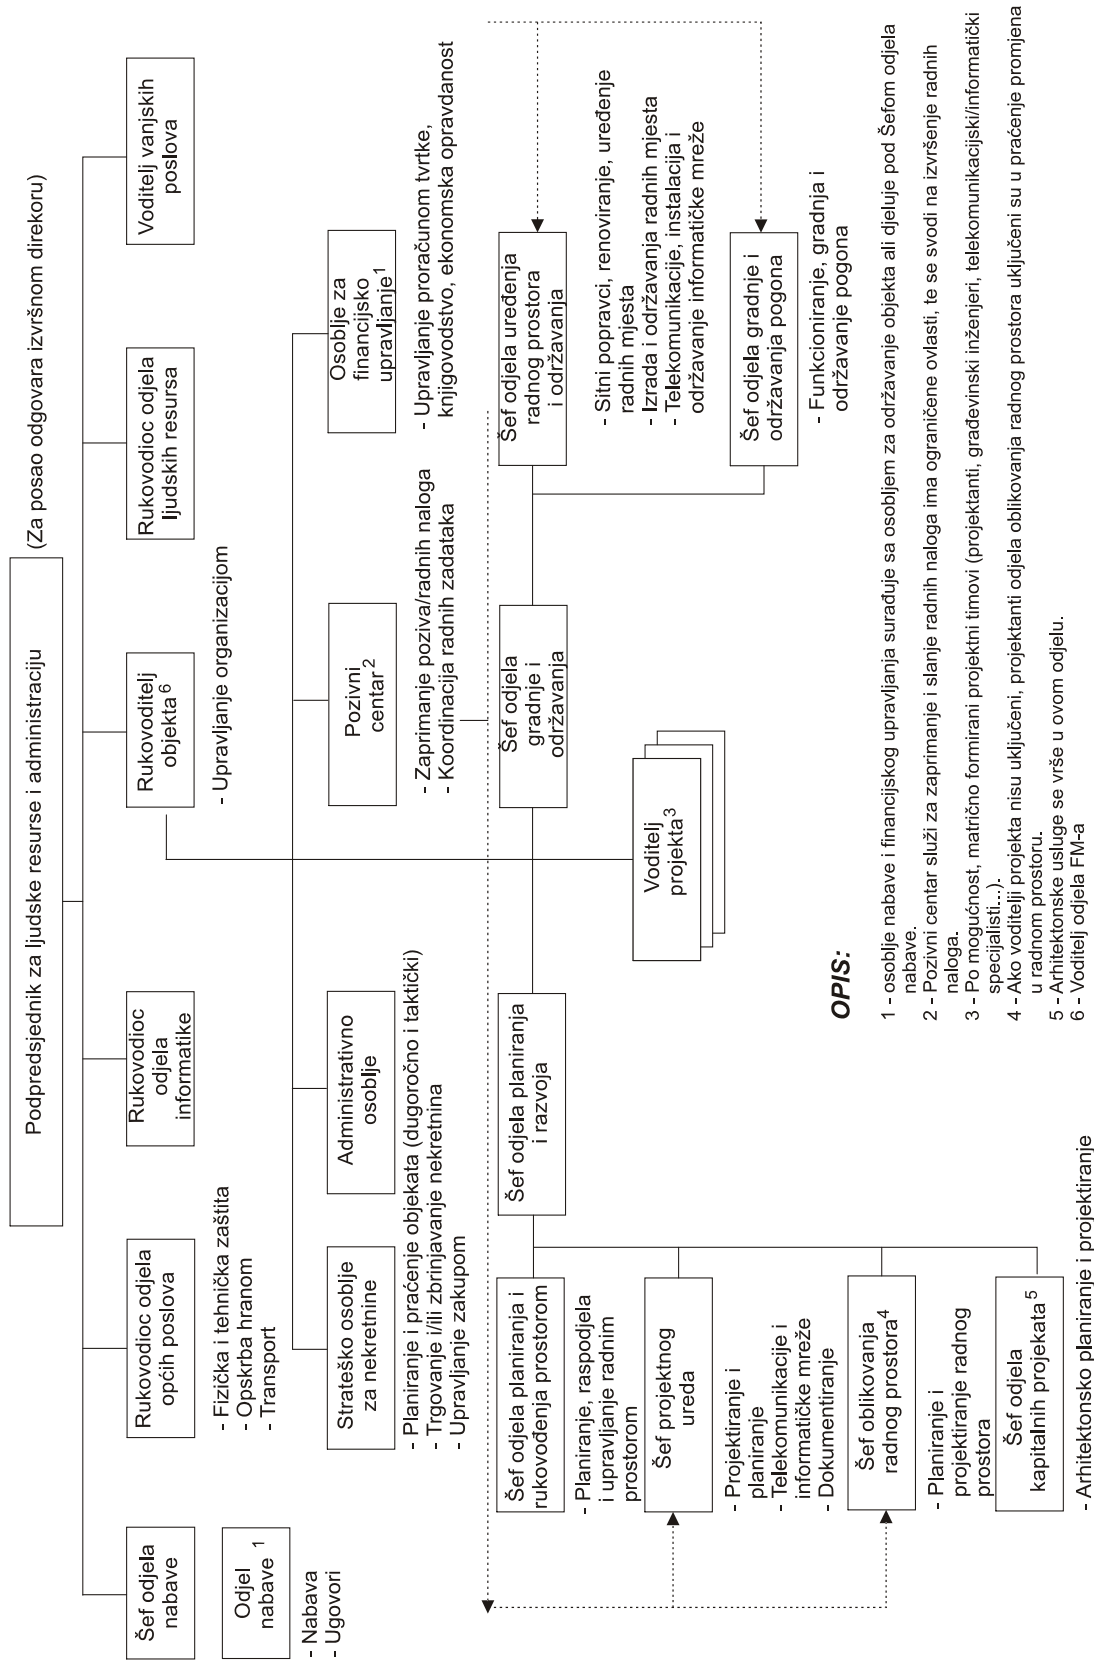 Podpredsjednik za ljudske resurse i administraciju
(Za posao odgovara izvršnom direkoru)
Šef odjela
nabave
Rukovodioc odjela
općih poslova
Rukovodioc
odjela
informatike
Rukovoditelj
objekta 6
Rukovodioc odjela
ljudskih resursa
Voditelj vanjskih
poslova
Odjel
nabave 1
- Nabava
- Ugovori
- Fizička i tehnička zaštita
- Opskrba hranom
- Transport
- Upravljanje organizacijom
Strateško osoblje
za nekretnine
- Planiranje i praćenje objekata (dugoročno i taktički)
- Trgovanje i/ili zbrinjavanje nekretnina
- Upravljanje zakupom
Administrativno
osoblje
Pozivni
centar 2
- Zaprimanje poziva/radnih naloga
- Koordinacija radnih zadataka
Osoblje za
financijsko
upravljanje 1
- Upravljanje proračunom tvrtke,
knjigovodstvo, ekonomska opravdanost
Šef odjela planiranja
i razvoja
Šef odjela
gradnje i
održavanja
Voditelj
projekta 3
Šef odjela planiranja i
rukovođenja prostorom
- Planiranje, raspodjela
i upravljanje radnim
prostorom
Šef projektnog
ureda
- Projektiranje i
planiranje
- Telekomunikacije i
informatičke mreže
- Dokumentiranje
Šef oblikovanja
radnog prostora 4
- Planiranje i
projektiranje radnog
prostora
Šef odjela
kapitalnih projekata 5
- Arhitektonsko planiranje i projektiranje
Šef odjela uređenja
radnog prostora
i održavanja
- Sitni popravci, renoviranje, uređenje
radnih mjesta
- Izrada i održavanja radnih mjesta
- Telekomunikacije, instalacija i
održavanje informatičke mreže
Šef odjela gradnje i
održavanja pogona
- Funkcioniranje, gradnja i
održavanje pogona
OPIS:
1 - osoblje nabave i financijskog upravljanja surađuje sa osobljem za održavanje objekta ali djeluje pod Šefom odjela
nabave.
2 - Pozivni centar služi za zaprimanje i slanje radnih naloga ima ograničene ovlasti, te se svodi na izvršenje radnih
naloga.
3 - Po mogućnost, matrično formirani projektni timovi (projektanti, građevinski inženjeri, telekomunikacijski/informatički
specijalisti...).
4 - Ako voditelji projekta nisu uključeni, projektanti odjela oblikovanja radnog prostora uključeni su u praćenje promjena
u radnom prostoru.
5 - Arhitektonske usluge se vrše u ovom odjelu.
6 - Voditelj odjela FM-a